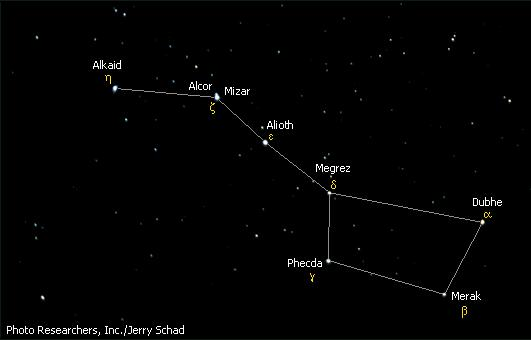 Alkaid
η
Alcor
Mizar
ζ
Alioth
ε
Megrez
δ
Dubhe
α
Phecda
γ
Merak
β
Photo Researchers, Inc./Jerry Schad